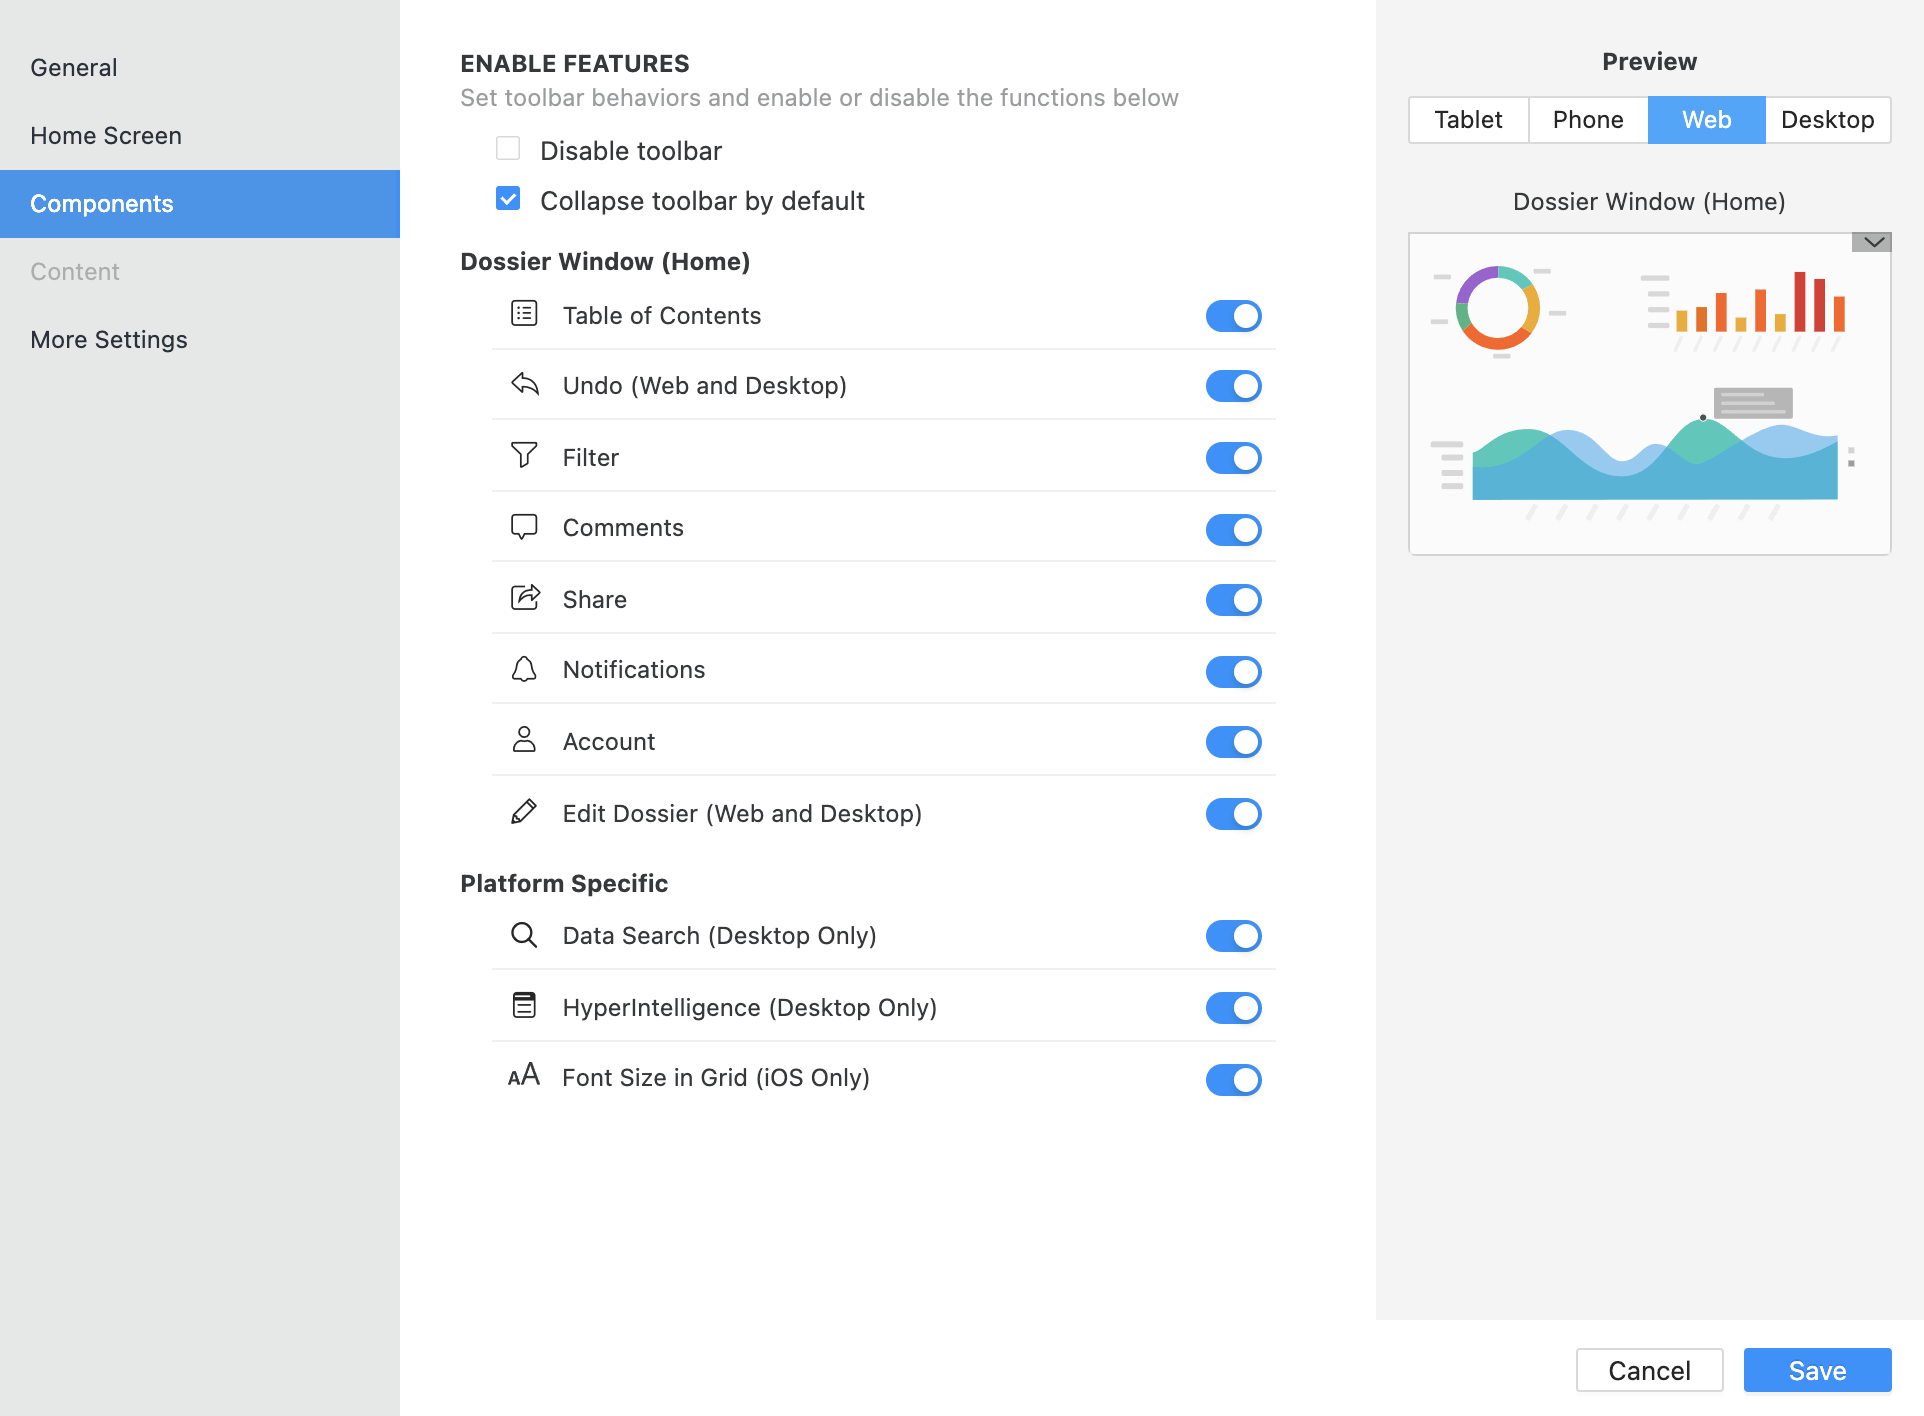 General
Home Screen
Components
Content
More Settings
ENABLE FEATURES
Set toolbar behaviors and enable or disable the functions below
Disable toolbar
Collapse toolbar by default
Dossier Window (Home)
Table of Contents
Undo (Web and Desktop)
Filter
Comments
Share
Notifications
Account
Edit Dossier (Web and Desktop)
Platform Specific
Data Search (Desktop Only)
HyperIntelligence (Desktop Only)
AA Font Size in Grid (iOS Only)
Preview
Tablet Phone Web Desktop
Dossier Window (Home)
Cancel Save